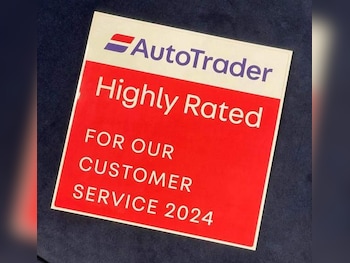 AutoTrader
Highly Rated
FOR OUR
CUSTOMER
SERVICE 2024